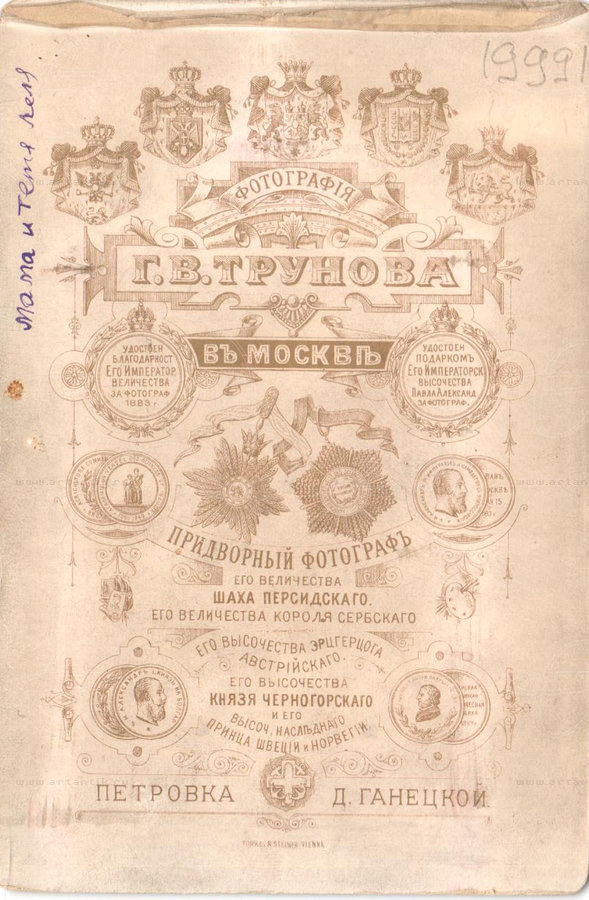 19991
Мама и тетя Леля
ФОТОГРАФІЯ
Г.В.ТРУНОВА
ВЪ МОСКВѢ
УДОСТОЕН
БЛАГОДАРНОСТ
ЕГО ИМПЕРАТОР.
ВЕЛИЧЕСТВА
ЗА ФОТОГРАФ
1883 г.
УДОСТОЕН
ПОДАРКОМЪ
ЕГО ИМПЕРАТОРСК
ВЫСОЧЕСТВА
ПАВЛА АЛЕКСАНД
ЗА ФОТОГРАФ.
ПРИДВОРНЫЙ ФОТОГРАФЪ
ЕГО ВЕЛИЧЕСТВА
ШАХА ПЕРСИДСКАГО,
ЕГО ВЕЛИЧЕСТВА КОРОЛЯ СЕРБСКАГО
ЕГО ВЫСОЧЕСТВА ЭРЦГЕРЦОГА
АВСТРІЙСКАГО,
ЕГО ВЫСОЧЕСТВА
КНЯЗЯ ЧЕРНОГОРСКАГО
И ЕГО
ВЫСОЧ. НАСЛѢДНАГО
ПРИНЦА ШВЕЦІИ и НОРВЕГІИ
ПЕТРОВКА Д. ГАНЕЦКОЙ.